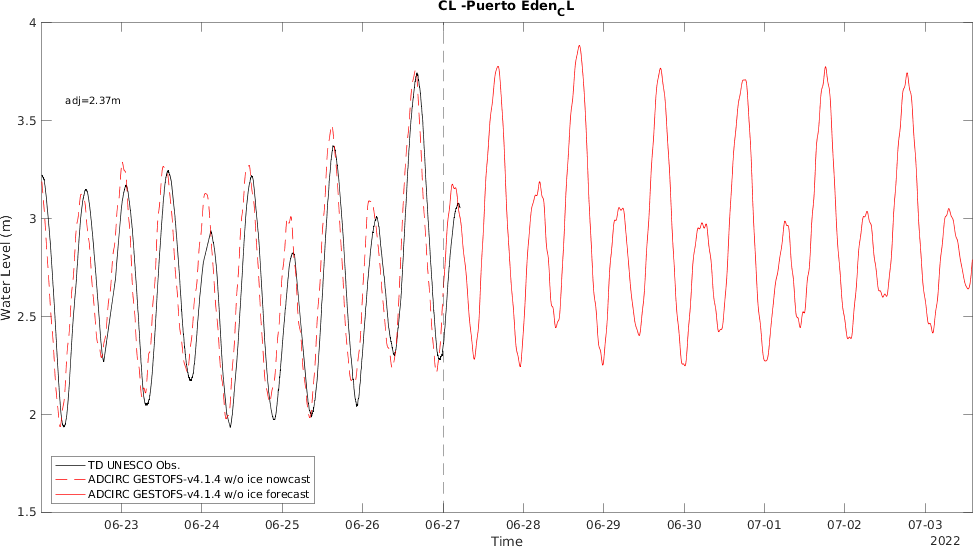 CL -Puerto Eden_CL
4
adj=2.37m
3.5
3
2.5
2
1.5
Water Level (m)
TD UNESCO Obs.
ADCIRC GESTOFS-v4.1.4 w/o ice nowcast
ADCIRC GESTOFS-v4.1.4 w/o ice forecast
06-23 06-24 06-25 06-26 06-27 06-28 06-29 06-30 07-01 07-02 07-03
Time
2022